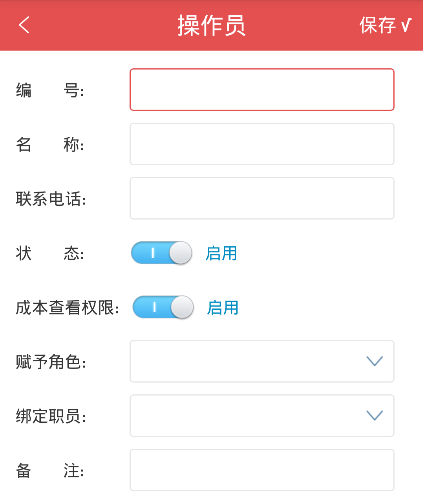 操作员 保存 √
编 号:
名 称:
联系电话:
状 态: 启用
成本查看权限: 启用
赋予角色:
绑定职员:
备 注: